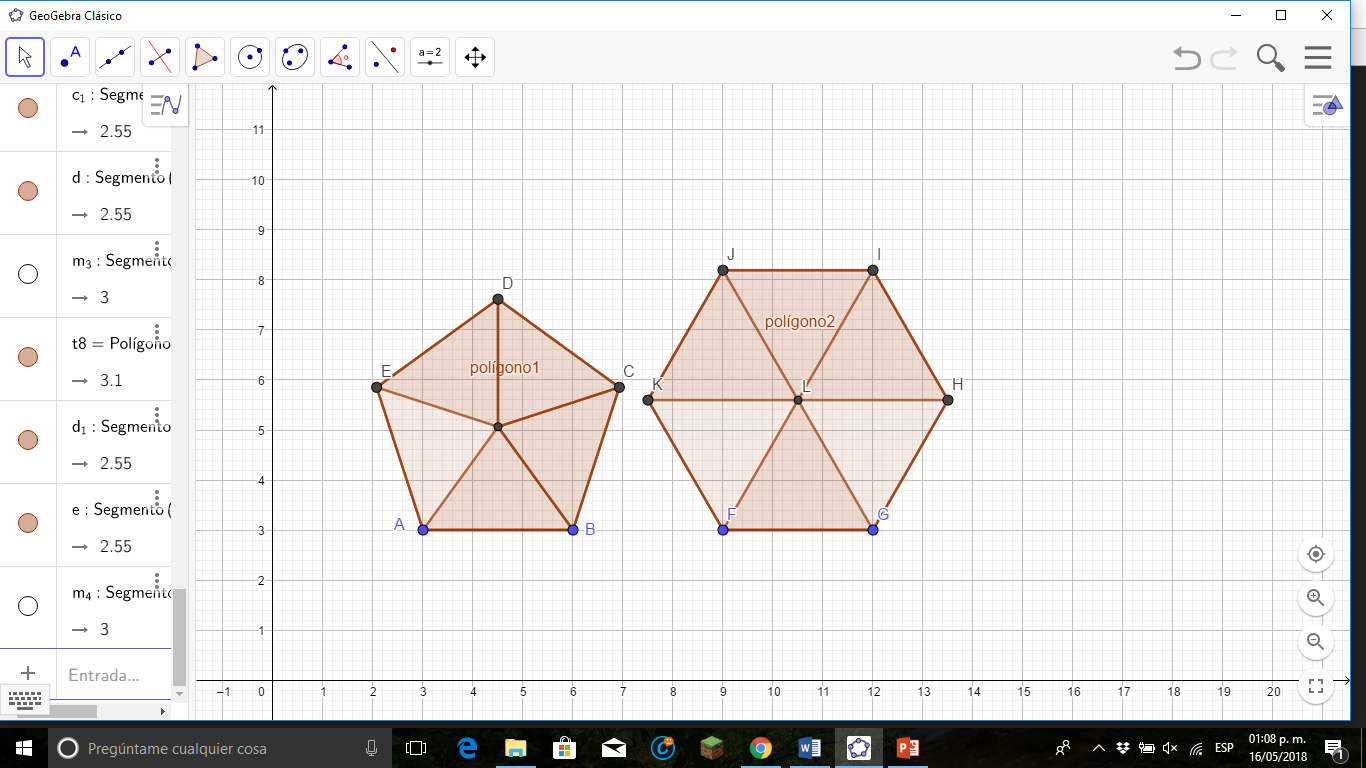 GeoGebra Clásico
A
α
a=2
c₁ : Segme
→ 2.55
d : Segmento (
→ 2.55
m₃ : Segmento
→ 3
t8 = Polígono
→ 3.1
d₁ : Segmento
→ 2.55
e : Segmento (
→ 2.55
m₄ : Segmento
→ 3
+ Entrada...
11
10
9
8
7
6
5
4
3
2
1
−1 0 1 2 3 4 5 6 7 8 9 10 11 12 13 14 15 16 17 18 19 20
J I
D
polígono2
polígono1
E C K L H
A B F G
Pregúntame cualquier cosa
ESP
01:08 p. m.
16/05/2018
1